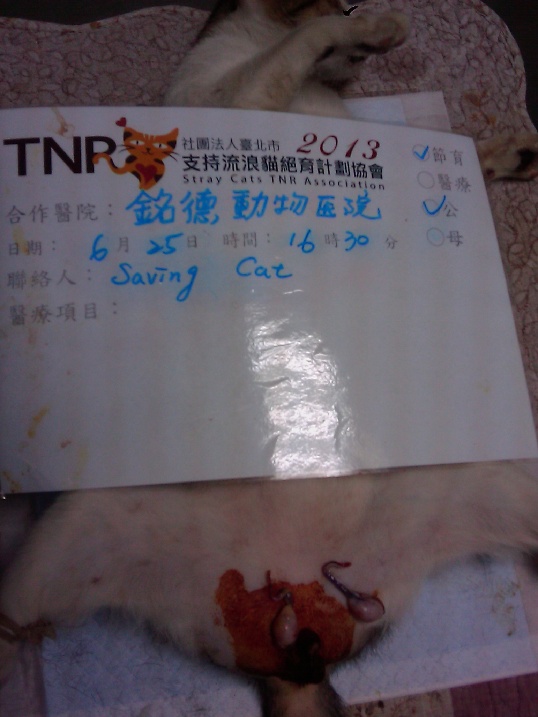 TNR 社團法人臺北市 2013
支持流浪貓絕育計劃協會
Stray Cats TNR Association
節育
醫療
公
母
合作醫院：銘德動物医院
日期：6月25日 時間：16時30分
聯絡人：Saving Cat
醫療項目：